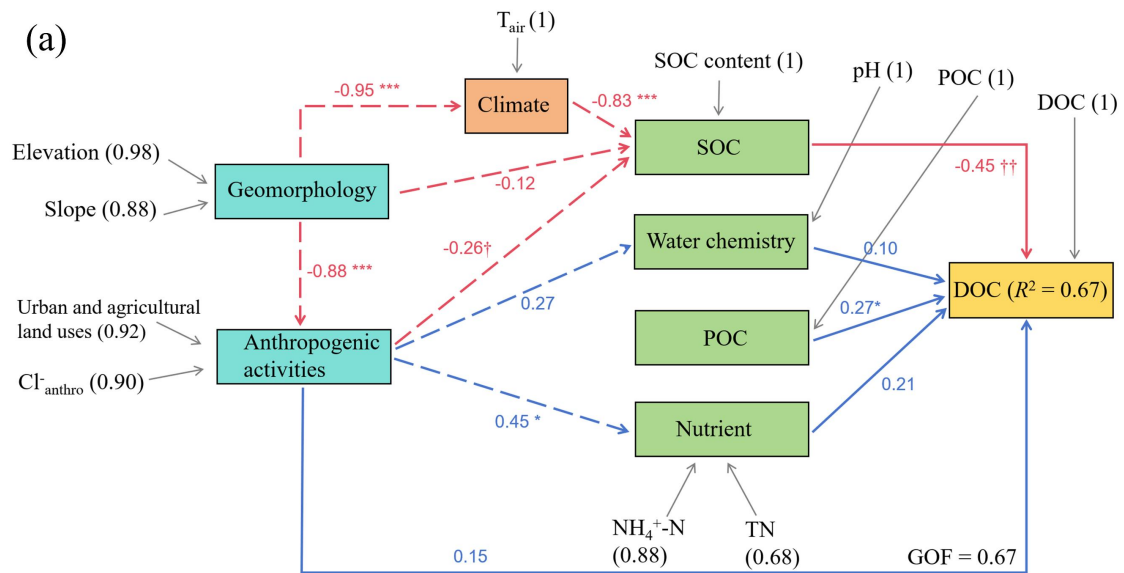 (a)
T_air (1)
SOC content (1)
pH (1)
POC (1)
DOC (1)
-0.95 ***
Climate
-0.83 ***
SOC
-0.45 ††
Elevation (0.98)
Geomorphology
-0.12
Slope (0.88)
-0.26†
Water chemistry
0.10
-0.88 ***
0.27
DOC (R² = 0.67)
0.27*
Urban and agricultural
land uses (0.92)
Anthropogenic
activities
POC
Cl⁻_anthro (0.90)
0.21
0.45 *
Nutrient
NH₄⁺-N
(0.88)
TN
(0.68)
0.15
GOF = 0.67